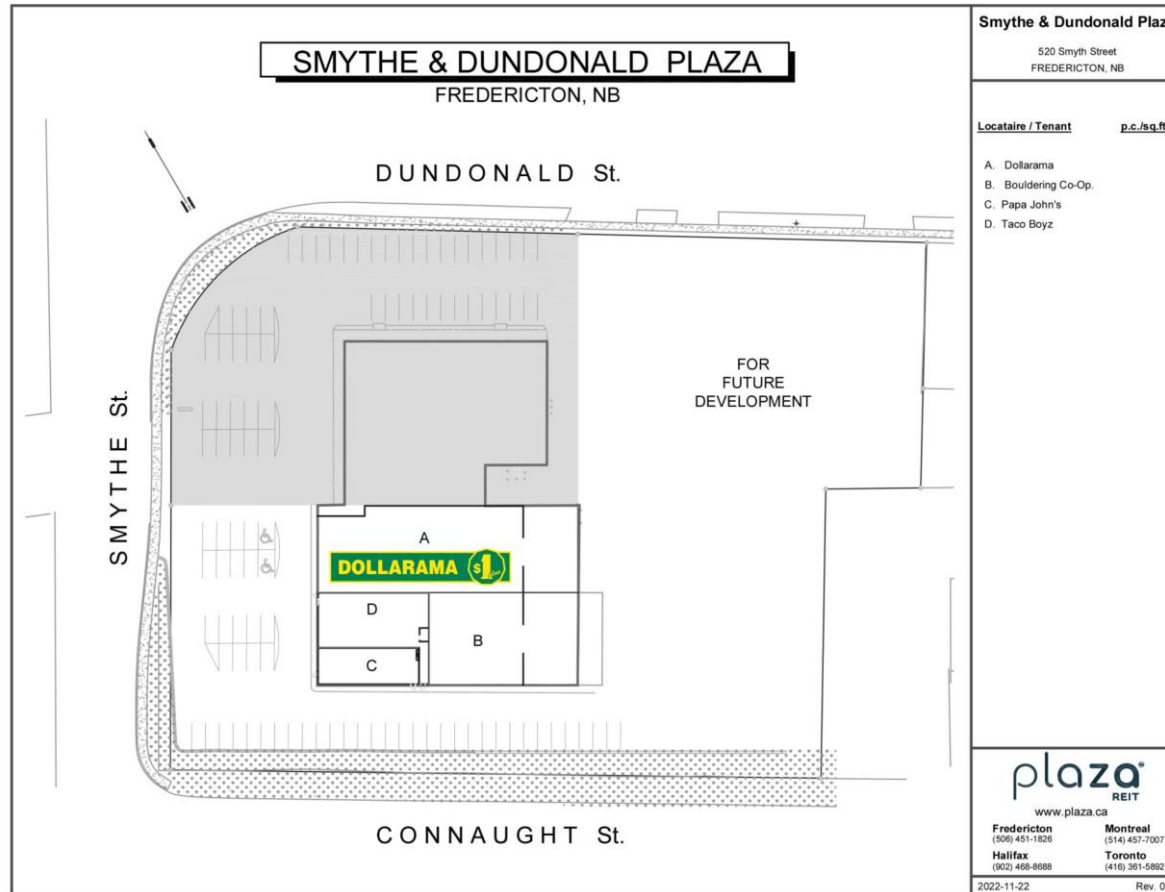 SMYTHE & DUNDONALD PLAZA
FREDERICTON, NB
DUNDONALD St.
SMYTHE St.
FOR
FUTURE
DEVELOPMENT
A
DOLLARAMA $1
D
B
C
CONNAUGHT St.
Smythe & Dundonald Plaz
520 Smyth Street
FREDERICTON, NB
Locataire / Tenant p.c./sq.ft
A. Dollarama
B. Bouldering Co-Op.
C. Papa John's
D. Taco Boyz
plaza
REIT
www.plaza.ca
Fredericton Montreal
(506) 451-1826 (514) 457-7007
Halifax Toronto
(902) 468-8688 (416) 361-5892
2022-11-22 Rev. 0